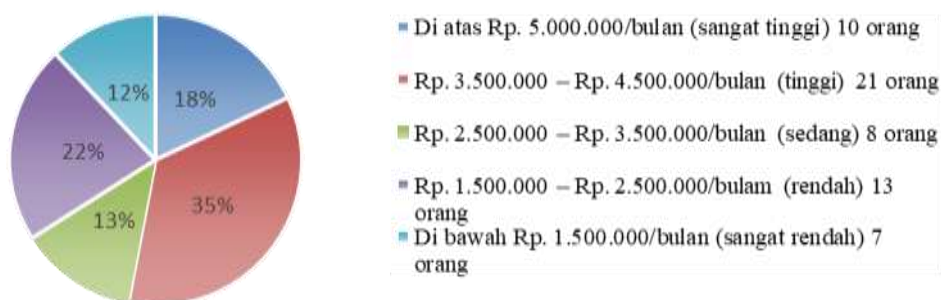 12%
18%
22%
35%
13%
Di atas Rp. 5.000.000/bulan (sangat tinggi) 10 orang
Rp. 3.500.000 – Rp. 4.500.000/bulan (tinggi) 21 orang
Rp. 2.500.000 – Rp. 3.500.000/bulan (sedang) 8 orang
Rp. 1.500.000 – Rp. 2.500.000/bulam (rendah) 13
orang
Di bawah Rp. 1.500.000/bulan (sangat rendah) 7
orang